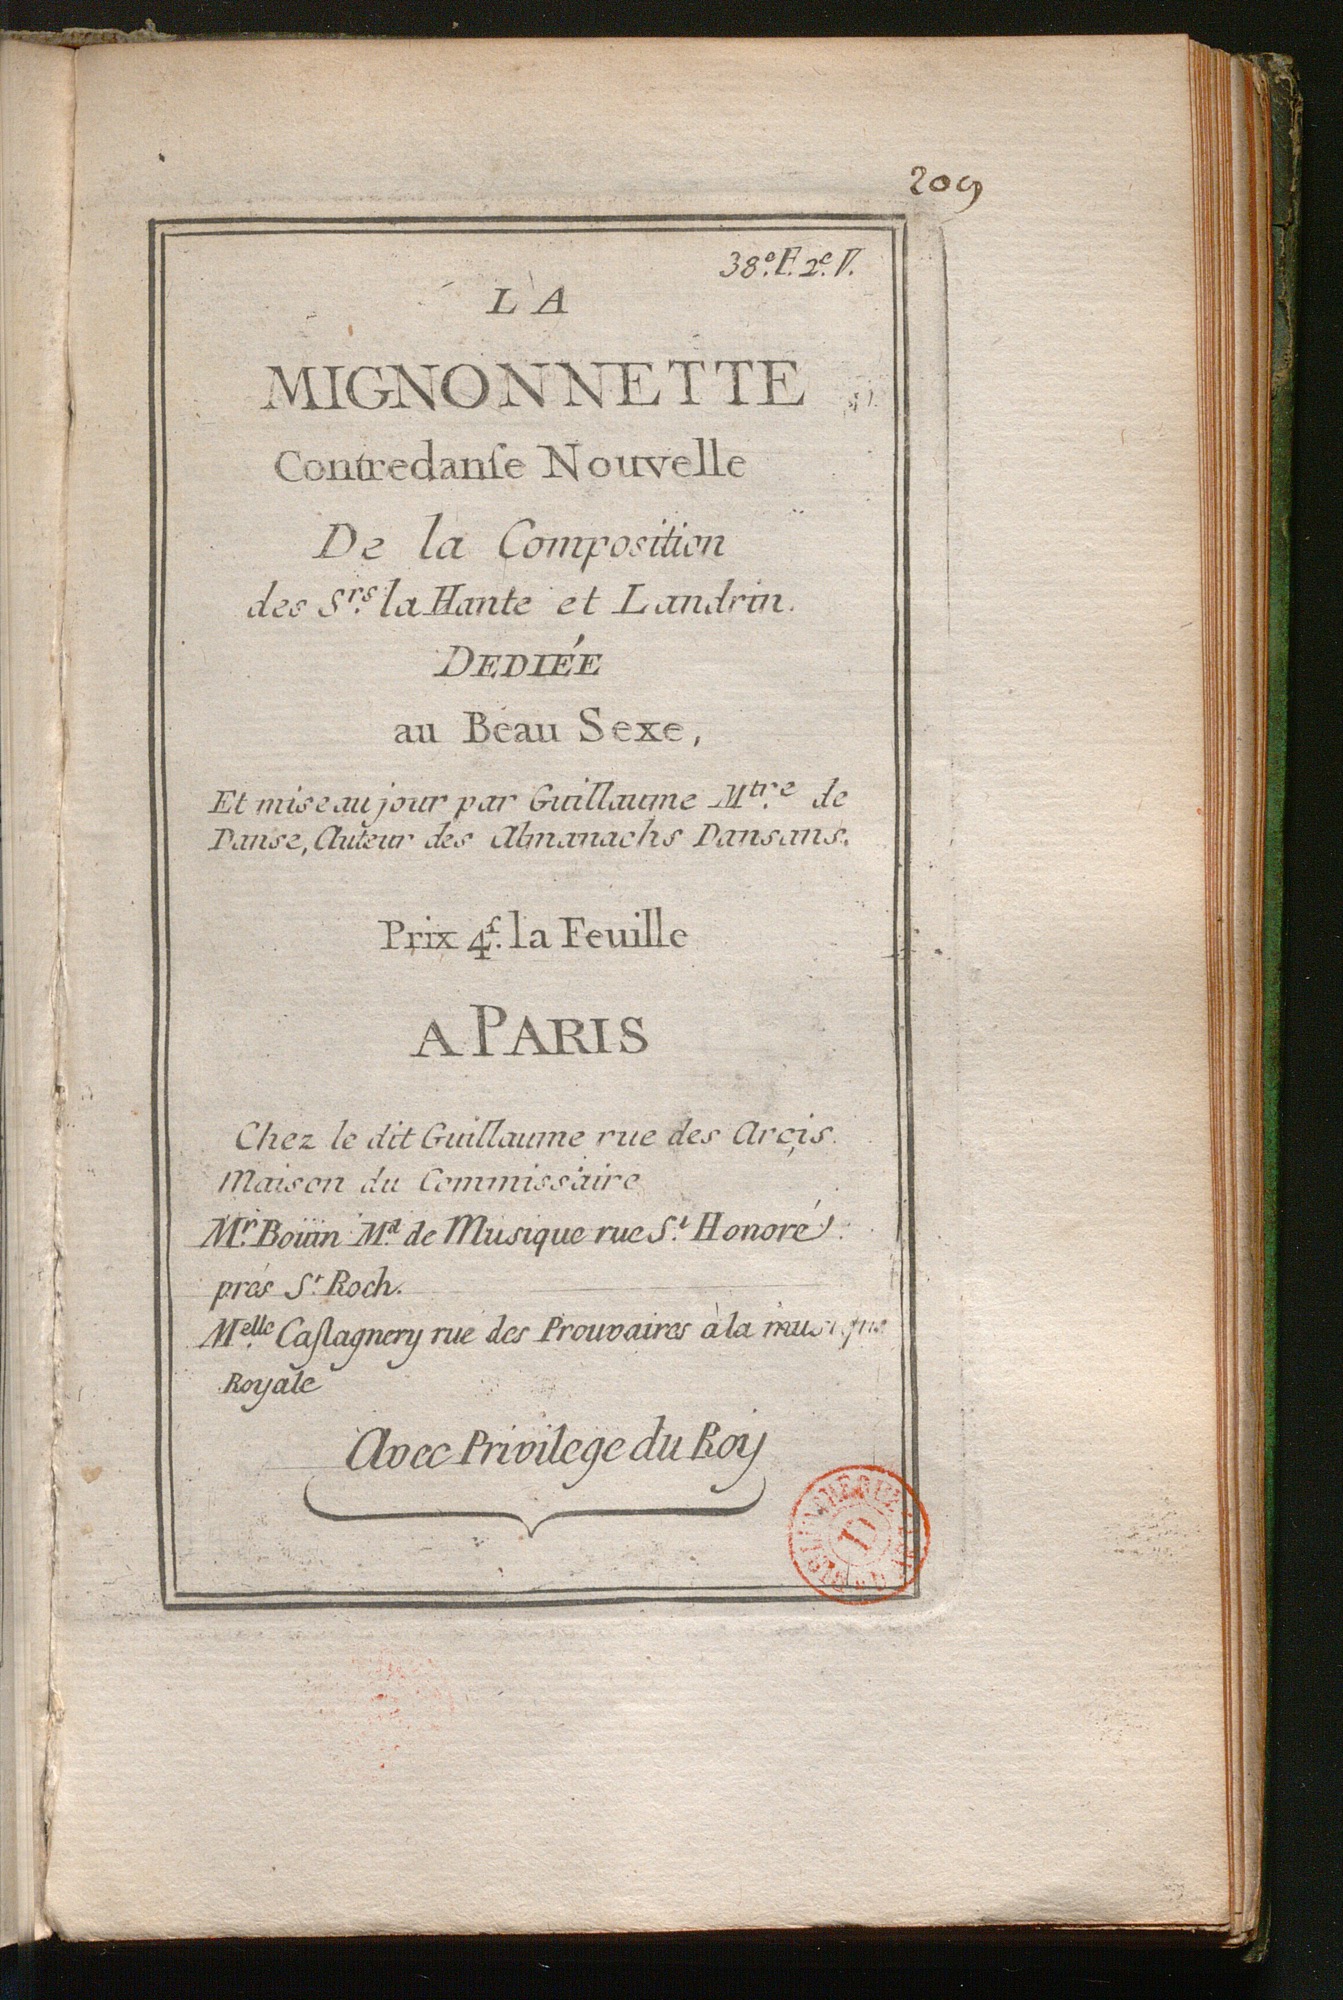 209
38.e F. 2.e V.
LA
MIGNONNETTE
Contredanſe Nouvelle
De la Composition
des S.rs la Hante et Landrin.
DEDIÉE
au Beau Sexe,
Et mise au jour par Guillaume M.tre de
Danse, Auteur des Almanachs Dansans.
Prix 4.ſ la Feuille
A PARIS
Chez le dit Guillaume rue des Arçis
Maison du Commissaire
M.r Boüin M.d de Musique rue S.t Honoré
prés S.t Roch.
M.elle Caſtagnery rue des Prouvaires à la musique
Royale
Avec Privilege du Roy
D